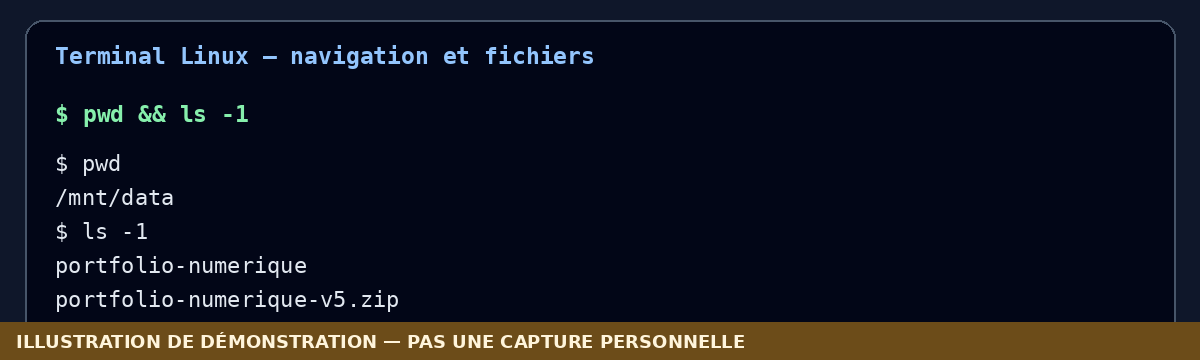 Terminal Linux — navigation et fichiers
$ pwd && ls -1
$ pwd
/mnt/data
$ ls -1
portfolio-numerique
portfolio-numerique-v5.zip
ILLUSTRATION DE DÉMONSTRATION — PAS UNE CAPTURE PERSONNELLE